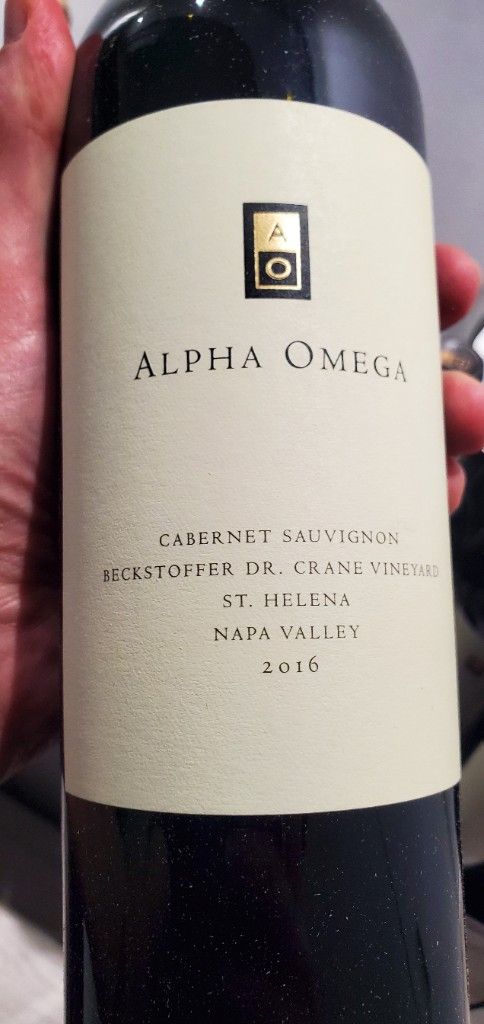 A
O
ALPHA OMEGA
CABERNET SAUVIGNON
BECKSTOFFER DR. CRANE VINEYARD
ST. HELENA
NAPA VALLEY
2016